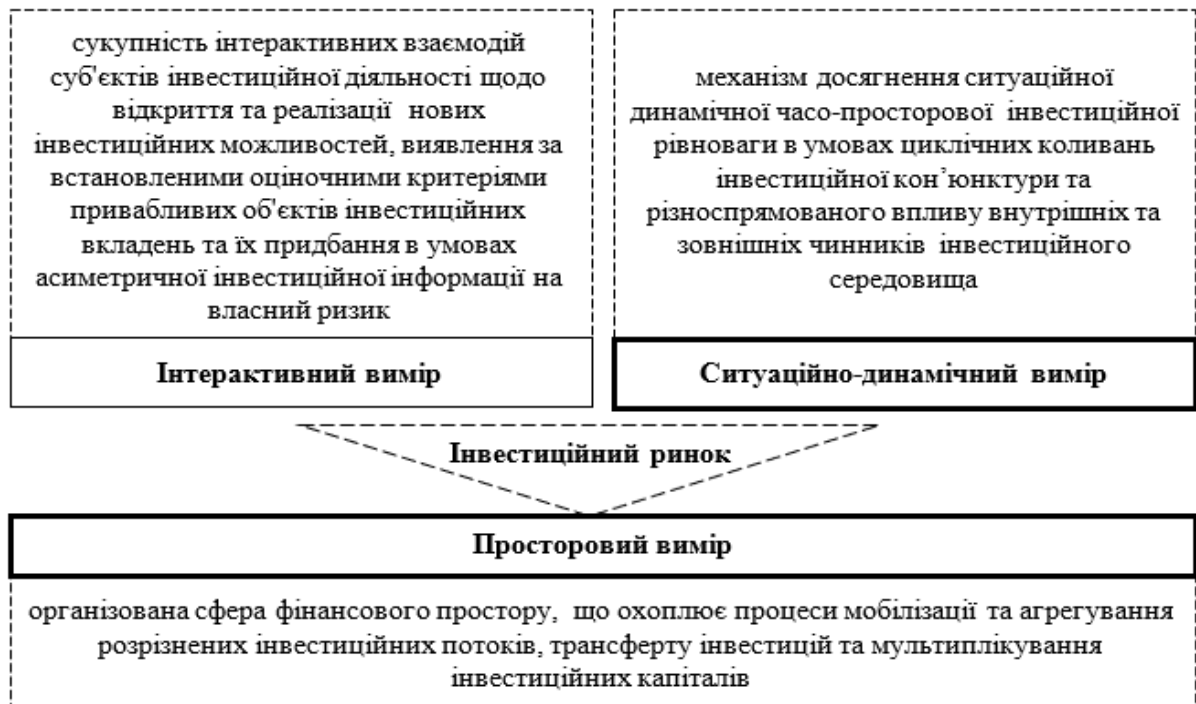 сукупність інтерактивних взаємодій
суб'єктів інвестиційної діяльності щодо
відкриття та реалізації нових
інвестиційних можливостей, виявлення за
встановленими оціночними критеріями
привабливих об'єктів інвестиційних
вкладень та їх придбання в умовах
асиметричної інвестиційної інформації на
власний ризик
Інтерактивний вимір
механізм досягнення ситуаційної
динамічної часо-просторової інвестиційної
рівноваги в умовах циклічних коливань
інвестиційної кон’юнктури та
різноспрямованого впливу внутрішніх та
зовнішніх чинників інвестиційного
середовища
Ситуаційно-динамічний вимір
Інвестиційний ринок
Просторовий вимір
організована сфера фінансового простору, що охоплює процеси мобілізації та агрегування
розрізнених інвестиційних потоків, трансферту інвестицій та мультиплікування
інвестиційних капіталів